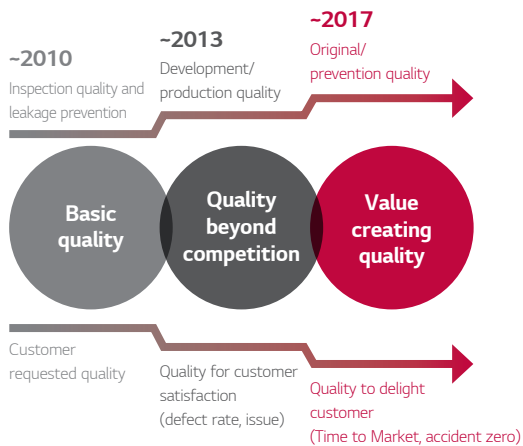 ~2010
Inspection quality and
leakage prevention
~2013
Development/
production quality
~2017
Original/
prevention quality
Basic
quality
Quality
beyond
competition
Value
creating
quality
Customer
requested quality
Quality for customer
satisfaction
(defect rate, issue)
Quality to delight
customer
(Time to Market, accident zero)